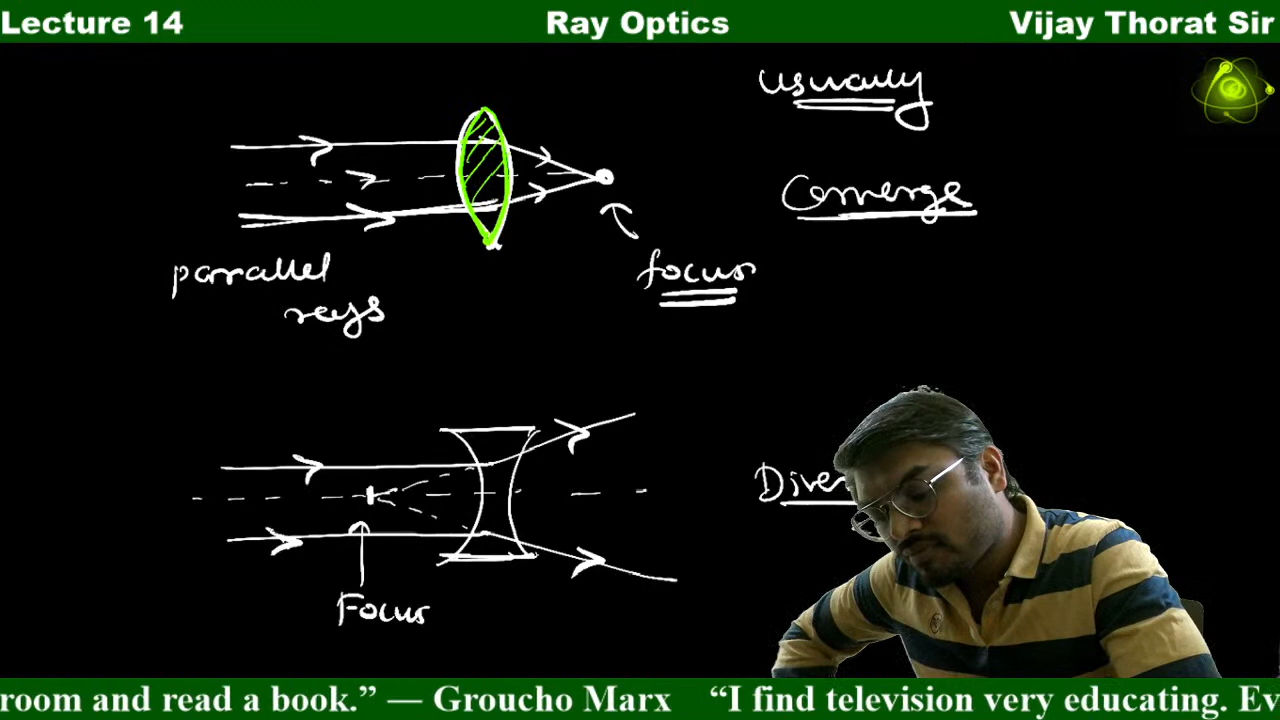 Lecture 14 Ray Optics Vijay Thorat Sir
usually
Converge
parallel
rays
focus
Diver
Focus
room and read a book.” — Groucho Marx “I find television very educating. Ev